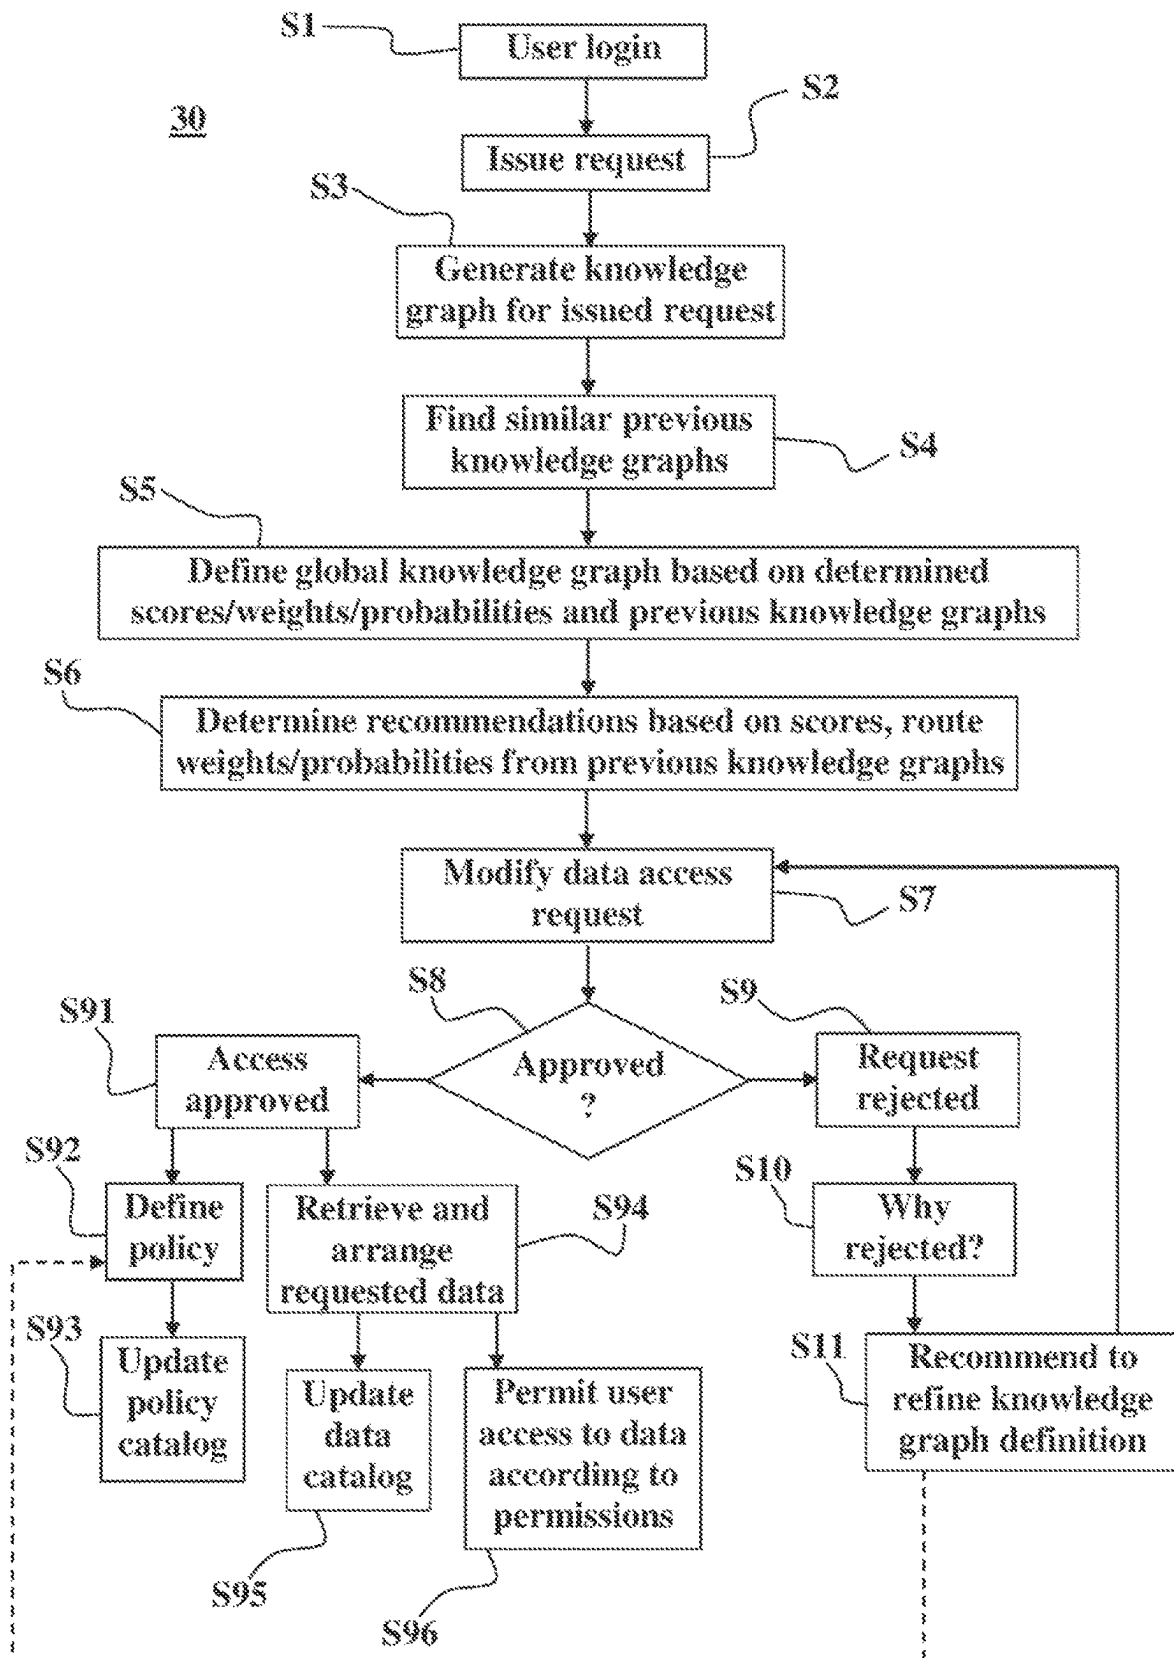 S1
User login
30
S2
Issue request
S3
Generate knowledge
graph for issued request
Find similar previous
knowledge graphs
S4
S5
Define global knowledge graph based on determined
scores/weights/probabilities and previous knowledge graphs
S6
Determine recommendations based on scores, route
weights/probabilities from previous knowledge graphs
Modify data access
request
S7
S8
Approved
?
S91
Access
approved
S9
Request
rejected
S92
Define
policy
Retrieve and
arrange
requested data
S94
S10
Why
rejected?
S93
Update
policy
catalog
Update
data
catalog
S95
Permit user
access to data
according to
permissions
S96
S11
Recommend to
refine knowledge
graph definition